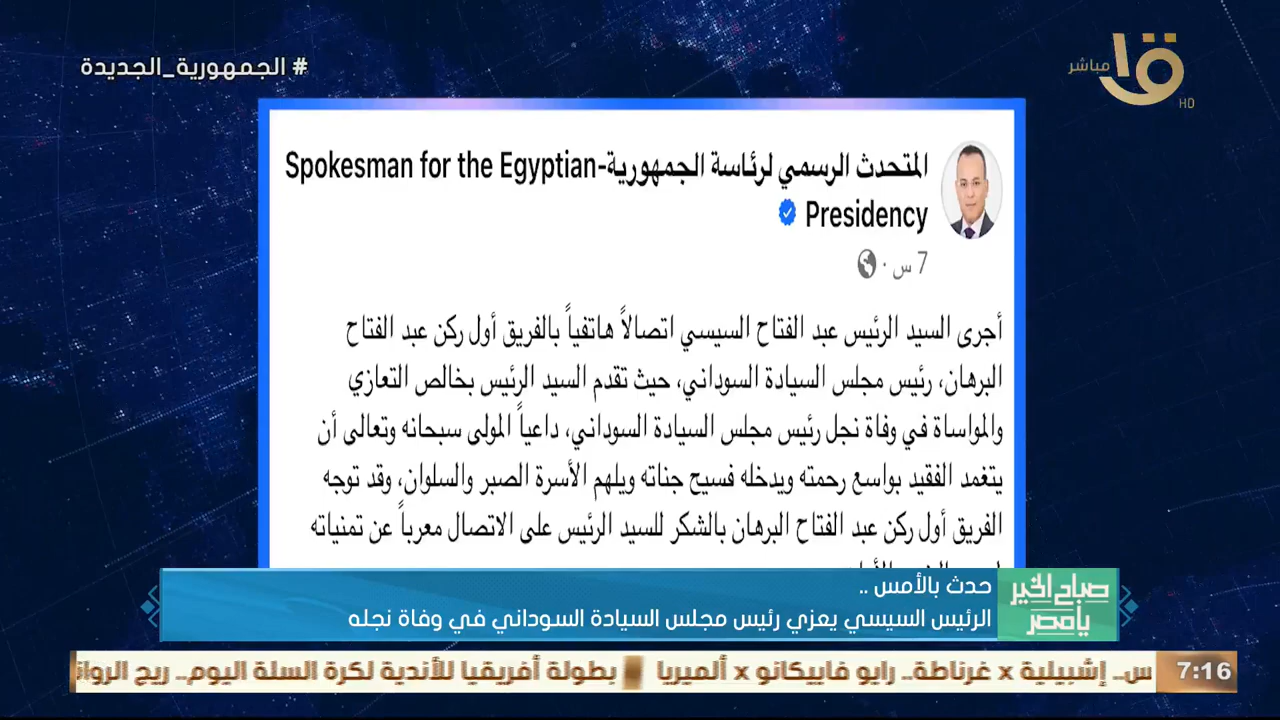 # الجمهورية_الجديدة
مباشر
HD
المتحدث الرسمي لرئاسة الجمهورية-Spokesman for the Egyptian
Presidency
7 س ·
أجرى السيد الرئيس عبد الفتاح السيسي اتصالاً هاتفياً بالفريق أول ركن عبد الفتاح
البرهان، رئيس مجلس السيادة السوداني، حيث تقدم السيد الرئيس بخالص التعازي
والمواساة في وفاة نجل رئيس مجلس السيادة السوداني، داعياً المولى سبحانه وتعالى أن
يتغمد الفقيد بواسع رحمته ويدخله فسيح جناته ويلهم الأسرة الصبر والسلوان، وقد توجه
الفريق أول ركن عبد الفتاح البرهان بالشكر للسيد الرئيس على الاتصال معرباً عن تمنياته
صباح الخير
يا مصر
حدث بالأمس ..
الرئيس السيسي يعزي رئيس مجلس السيادة السوداني في وفاة نجله
7:16
س.. إشبيلية x غرناطة.. رايو فاييكانو x ألميريا
بطولة أفريقيا للأندية لكرة السلة اليوم.. ريج الرواند